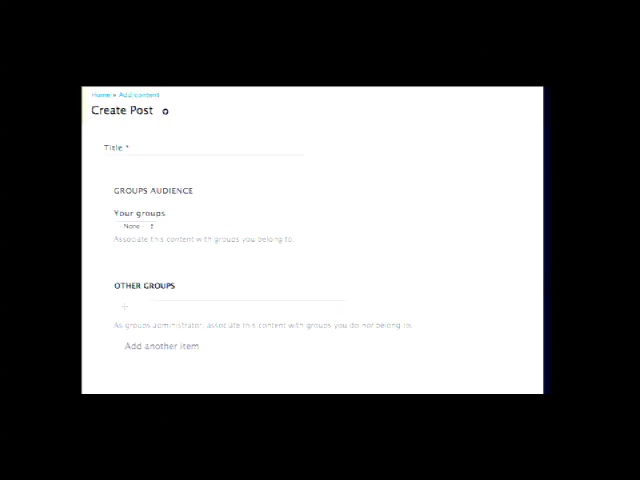 Home » Add content
Create Post
Title *
GROUPS AUDIENCE
Your groups
None
Associate this content with groups you belong to.
OTHER GROUPS
As groups administrator, associate this content with groups you do not belong to.
Add another item